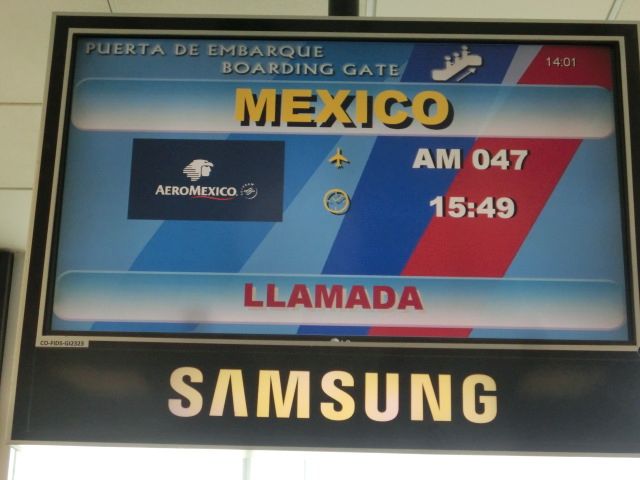 PUERTA DE EMBARQUE
BOARDING GATE
14:01
MEXICO
AEROMEXICO.
AM 047
15:49
LLAMADA
CO-FIDS-GI2323
SAMSUNG